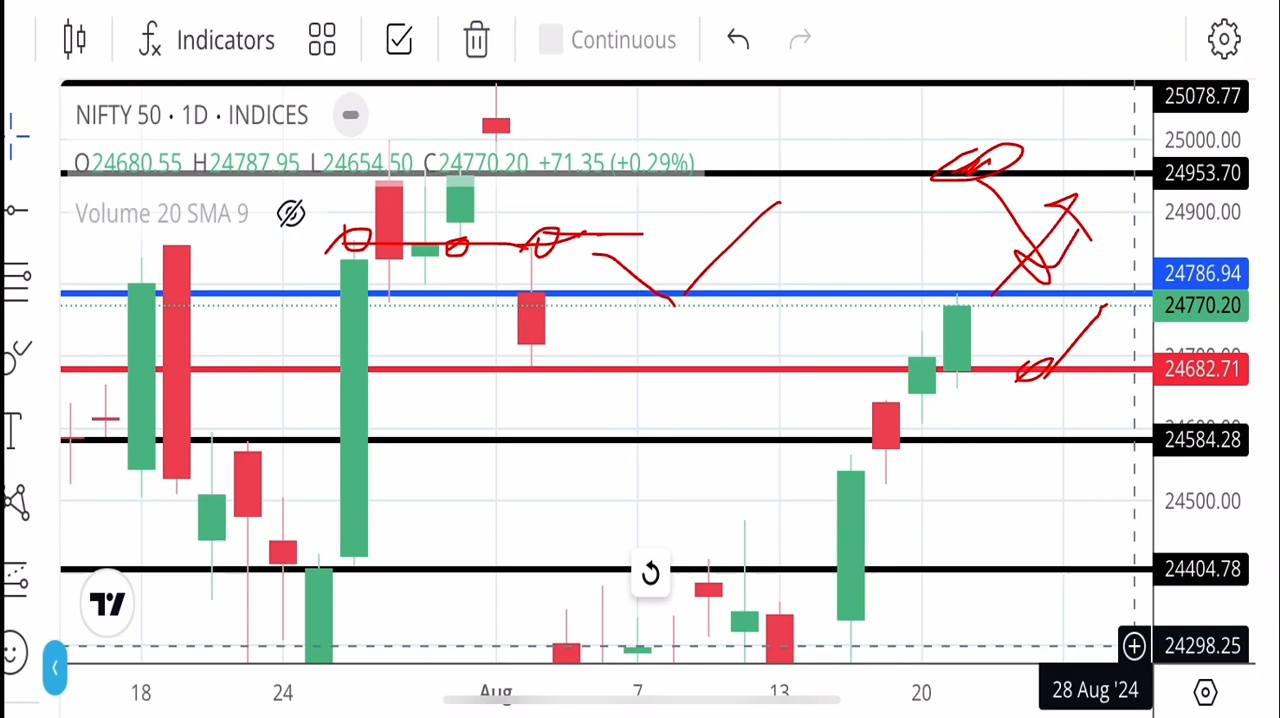 Indicators
Continuous
NIFTY 50 · 1D · INDICES
O24680.55 H24787.95 L24654.50 C24770.20 +71.35 (+0.29%)
Volume 20 SMA 9
25078.77
25000.00
24953.70
24900.00
24786.94
24770.20
24682.71
24584.28
24500.00
24404.78
24298.25
18
24
Aug
7
13
20
28 Aug '24